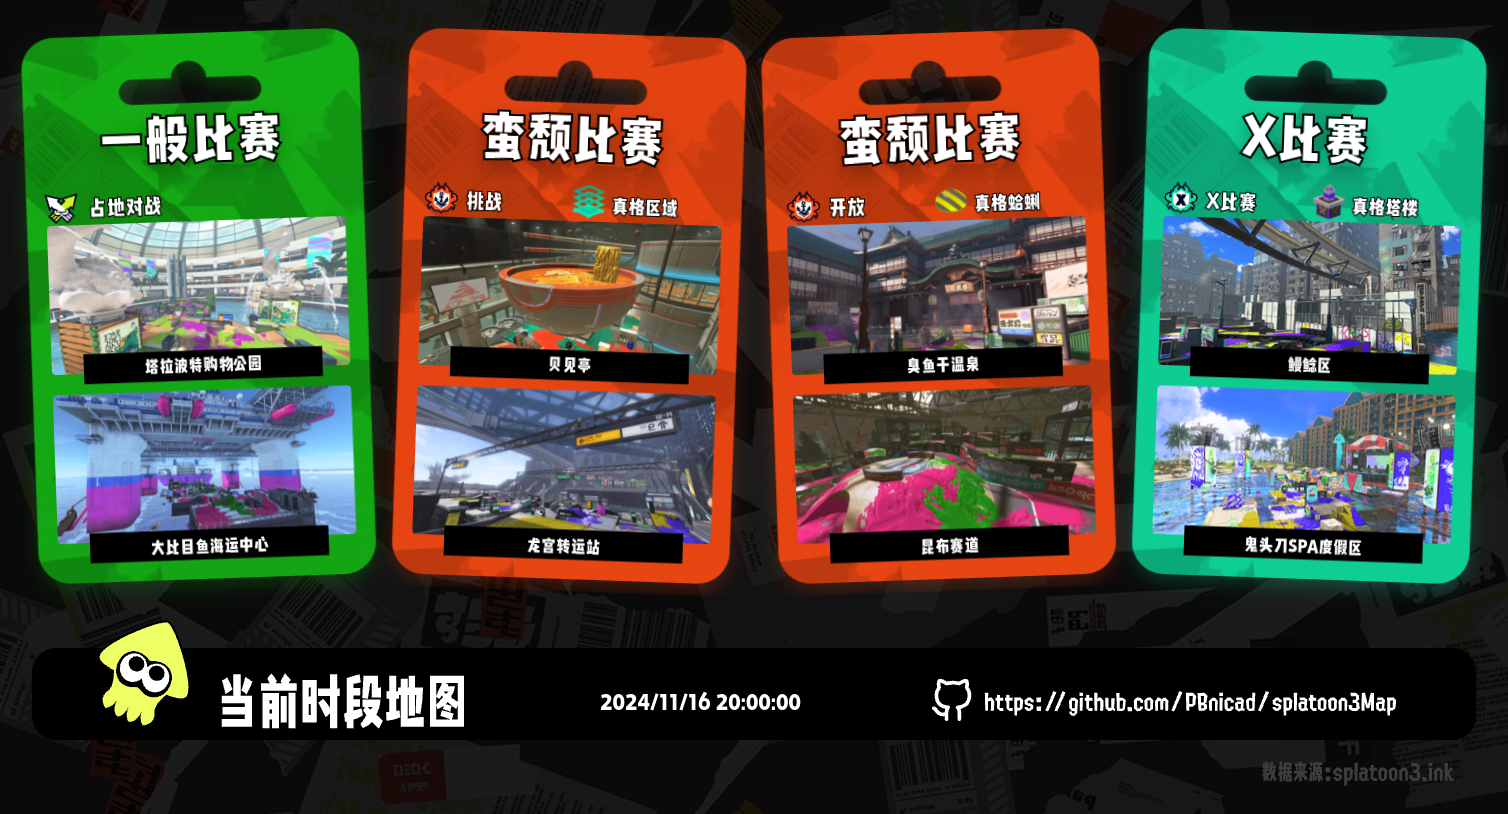 一般比赛
占地对战
塔拉波特购物公园
大比目鱼海运中心
蛮颓比赛
挑战
真格区域
贝贝亭
龙宫转运站
蛮颓比赛
开放
真格蛤蜊
臭鱼干温泉
昆布赛道
X比赛
X比赛
真格塔楼
鳗鲶区
鬼头刀SPA度假区
当前时段地图
2024/11/16 20:00:00
https://github.com/PBnicad/splatoon3Map
数据来源:splatoon3.ink